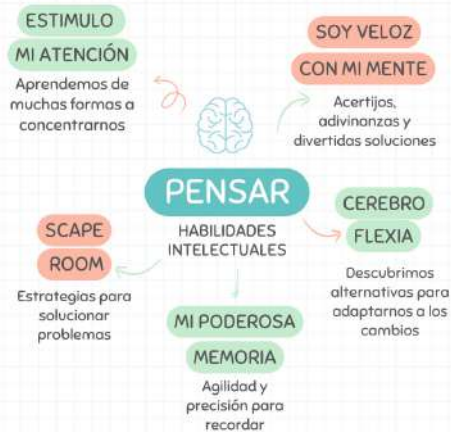 ESTIMULO
MI ATENCIÓN
Aprendemos de
muchas formas a
concentrarnos
SOY VELOZ
CON MI MENTE
Acertijos,
adivinanzas y
divertidas soluciones
PENSAR
HABILIDADES
INTELECTUALES
SCAPE
ROOM
Estrategias para
solucionar
problemas
CEREBRO
FLEXIA
Descubrimos
alternativas para
adaptarnos a los
cambios
MI PODEROSA
MEMORIA
Agilidad y
precisión para
recordar